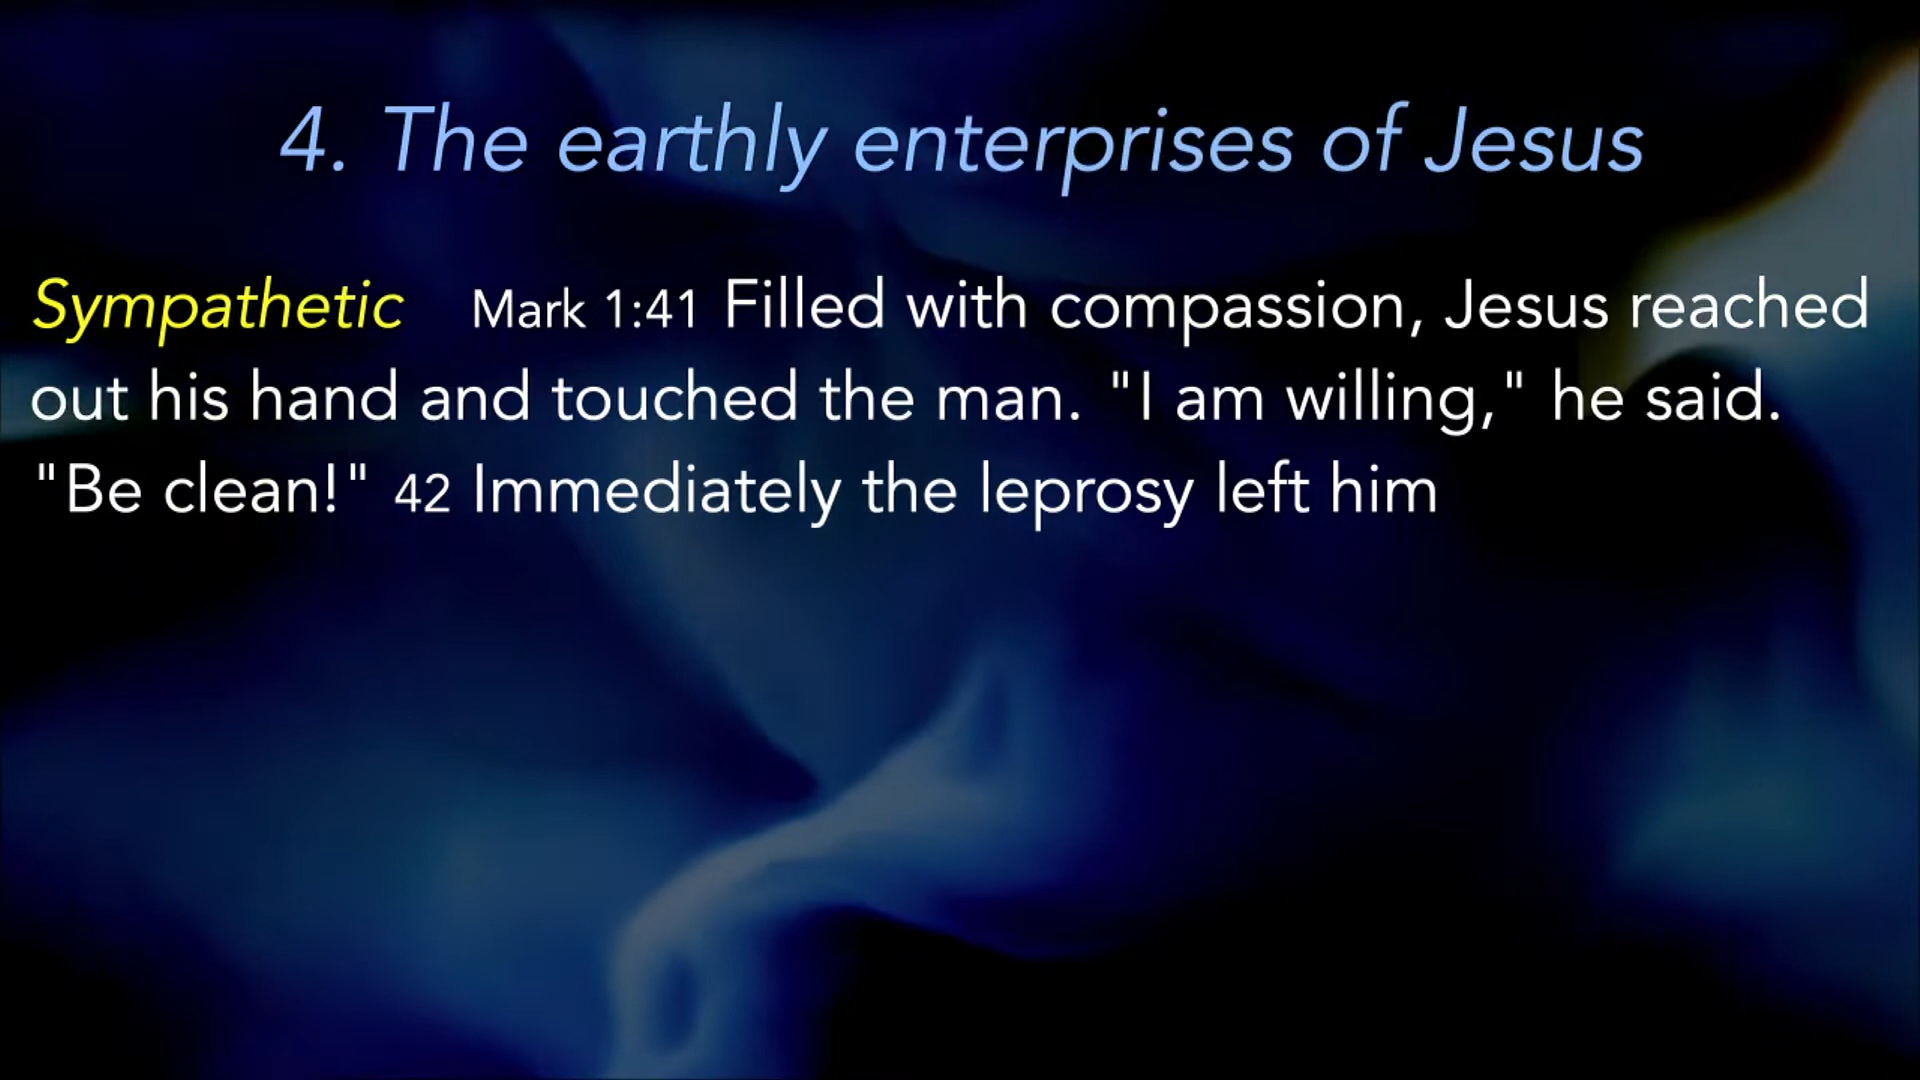 4. The earthly enterprises of Jesus
Sympathetic Mark 1:41 Filled with compassion, Jesus reached
out his hand and touched the man. "I am willing," he said.
"Be clean!" 42 Immediately the leprosy left him